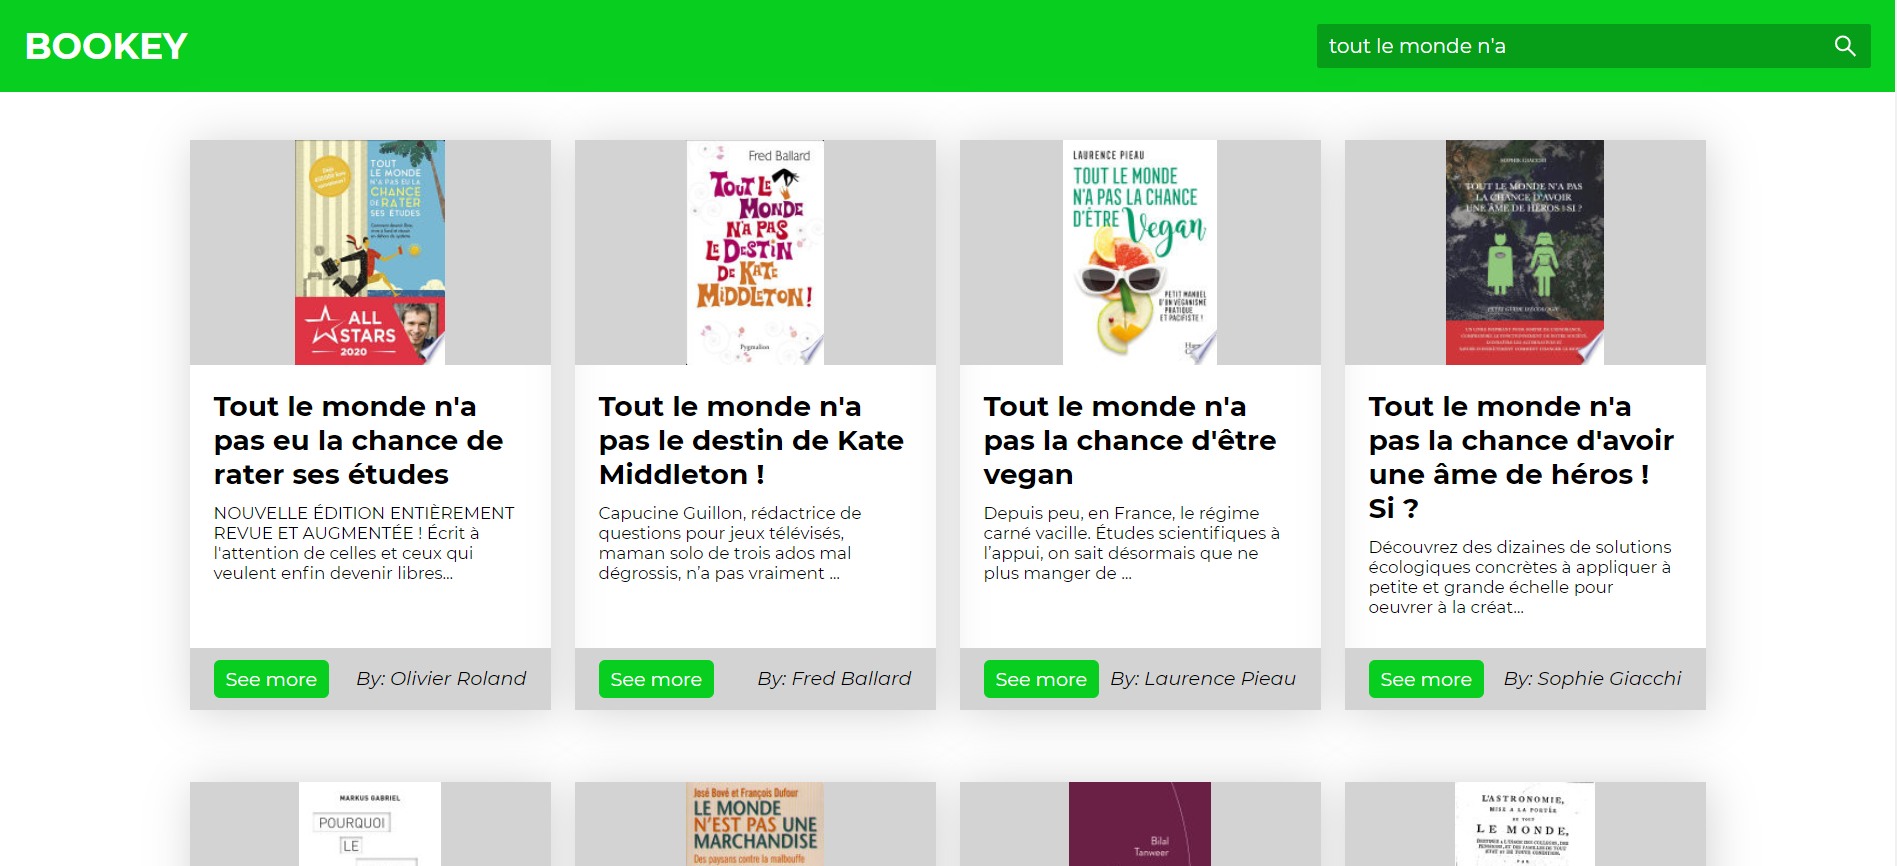 BOOKEY
tout le monde n'a
TOUT
LE MONDE
N'A PAS EU LA
CHANCE
DE RATER
SES ÉTUDES
ALL
STARS
2020
Fred Ballard
TOUT LE
MONDE
N'A PAS
LE DESTIN
DE KATE
MIDDLETON !
Pygmalion
LAURENCE PIEAU
TOUT LE MONDE
N'A PAS LA CHANCE
D'ÊTRE Vegan
PETIT MANUEL
D'UN VÉGANISME
PRATIQUE
ET PACIFISTE !
SOPHIE GIACCHI
TOUT LE MONDE N'A PAS
LA CHANCE D'AVOIR
UNE ÂME DE HÉROS ! SI ?
Tout le monde n'a
pas eu la chance de
rater ses études
NOUVELLE ÉDITION ENTIÈREMENT
REVUE ET AUGMENTÉE ! Écrit à
l'attention de celles et ceux qui
veulent enfin devenir libres...
See more
By: Olivier Roland
Tout le monde n'a
pas le destin de Kate
Middleton !
Capucine Guillon, rédactrice de
questions pour jeux télévisés,
maman solo de trois ados mal
dégrossis, n’a pas vraiment ...
See more
By: Fred Ballard
Tout le monde n'a
pas la chance d'être
vegan
Depuis peu, en France, le régime
carné vacille. Études scientifiques à
l’appui, on sait désormais que ne
plus manger de ...
See more
By: Laurence Pieau
Tout le monde n'a
pas la chance d'avoir
une âme de héros !
Si ?
Découvrez des dizaines de solutions
écologiques concrètes à appliquer à
petite et grande échelle pour
oeuvrer à la créat...
See more
By: Sophie Giacchi
MARKUS GABRIEL
POURQUOI
LE
José Bové et François Dufour
LE MONDE
N'EST PAS UNE
MARCHANDISE
Des paysans contre la malbouffe
Bilal
Tanweer
L'ASTRONOMIE,
MISE A LA PORTÉE
DE TOUT
LE MONDE,